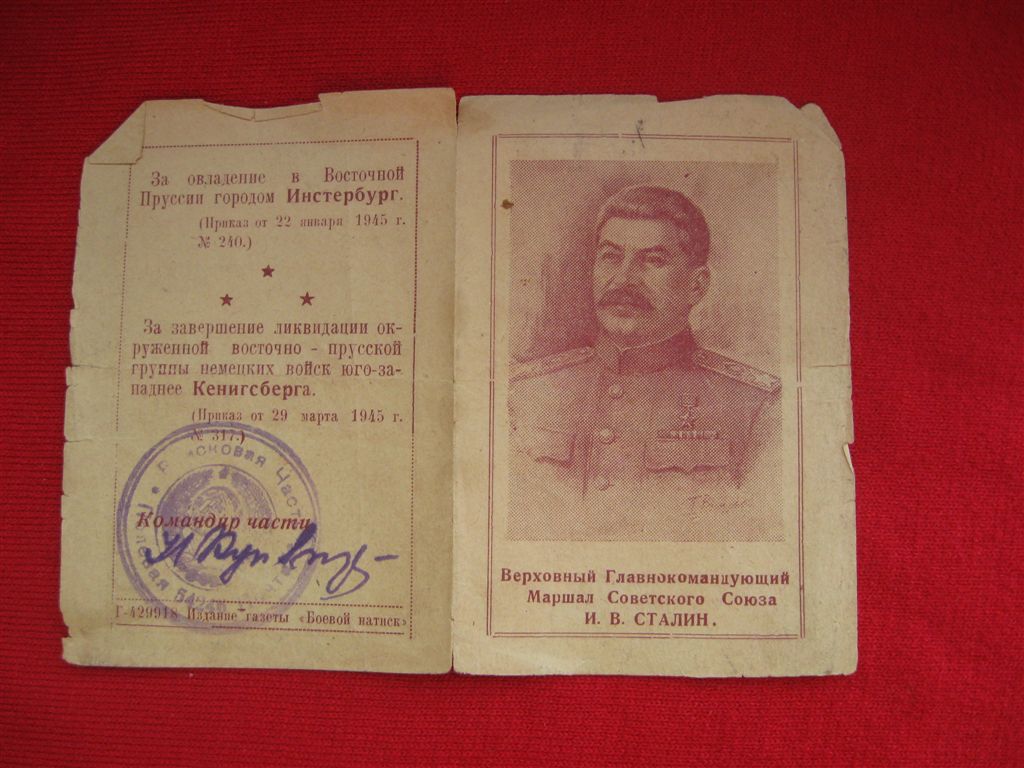 За овладение в Восточной
Пруссии городом Инстербург.
(Приказ от 22 января 1945 г.
№ 240.)
За завершение ликвидации ок-
руженной восточно - прусской
группы немецких войск юго-за-
паднее Кенигсберга.
(Приказ от 29 марта 1945 г.
№ 317.)
Командир части
Г-429918 Издание газеты «Боевой натиск»
Верховный Главнокомандующий
Маршал Советского Союза
И. В. СТАЛИН.